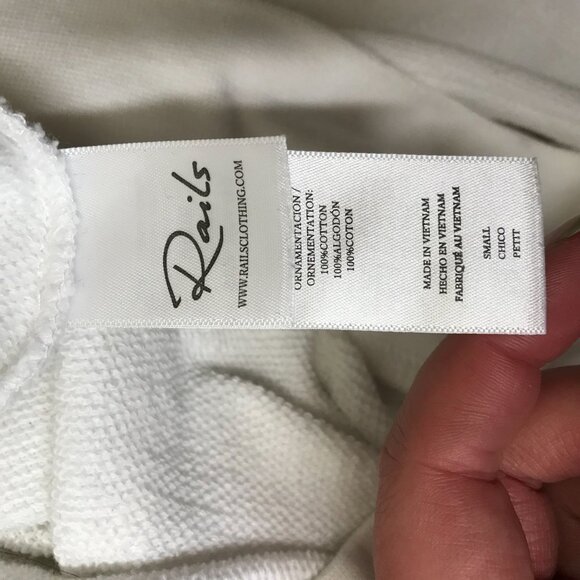 Rails
WWW.RAILSCLOTHING.COM
ORNAMENTACION /
ORNEMENTATION:
100%COTTON
100%ALGODÓN
100%COTON
MADE IN VIETNAM
HECHO EN VIETNAM
FABRIQUÉ AU VIETNAM
SMALL
CHICO
PETIT